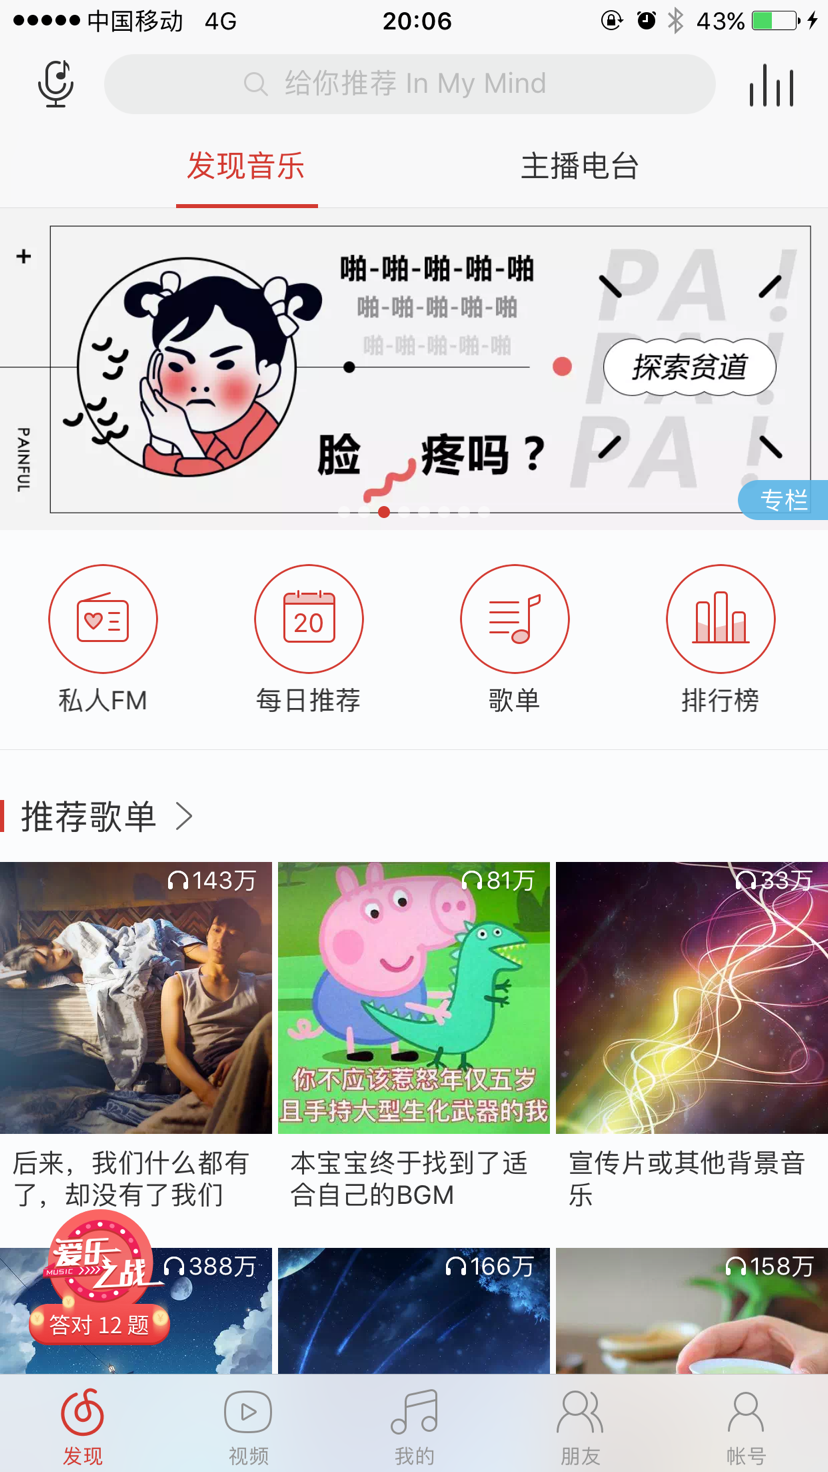 中国移动 4G 20:06 43%
给你推荐 In My Mind
发现音乐 主播电台
啪-啪-啪-啪-啪
啪-啪-啪-啪-啪
啪-啪-啪-啪-啪
PA!
PA!
PA!
探索贫道
脸 疼吗?
PAINFUL
专栏
20
私人FM 每日推荐 歌单 排行榜
推荐歌单
143万 81万 33万
你不应该惹怒年仅五岁
且手持大型生化武器的我
后来，我们什么都有
了，却没有了我们
本宝宝终于找到了适
合自己的BGM
宣传片或其他背景音
乐
388万 166万 158万
爱乐
MUSIC
之战
答对 12 题
发现 视频 我的 朋友 帐号